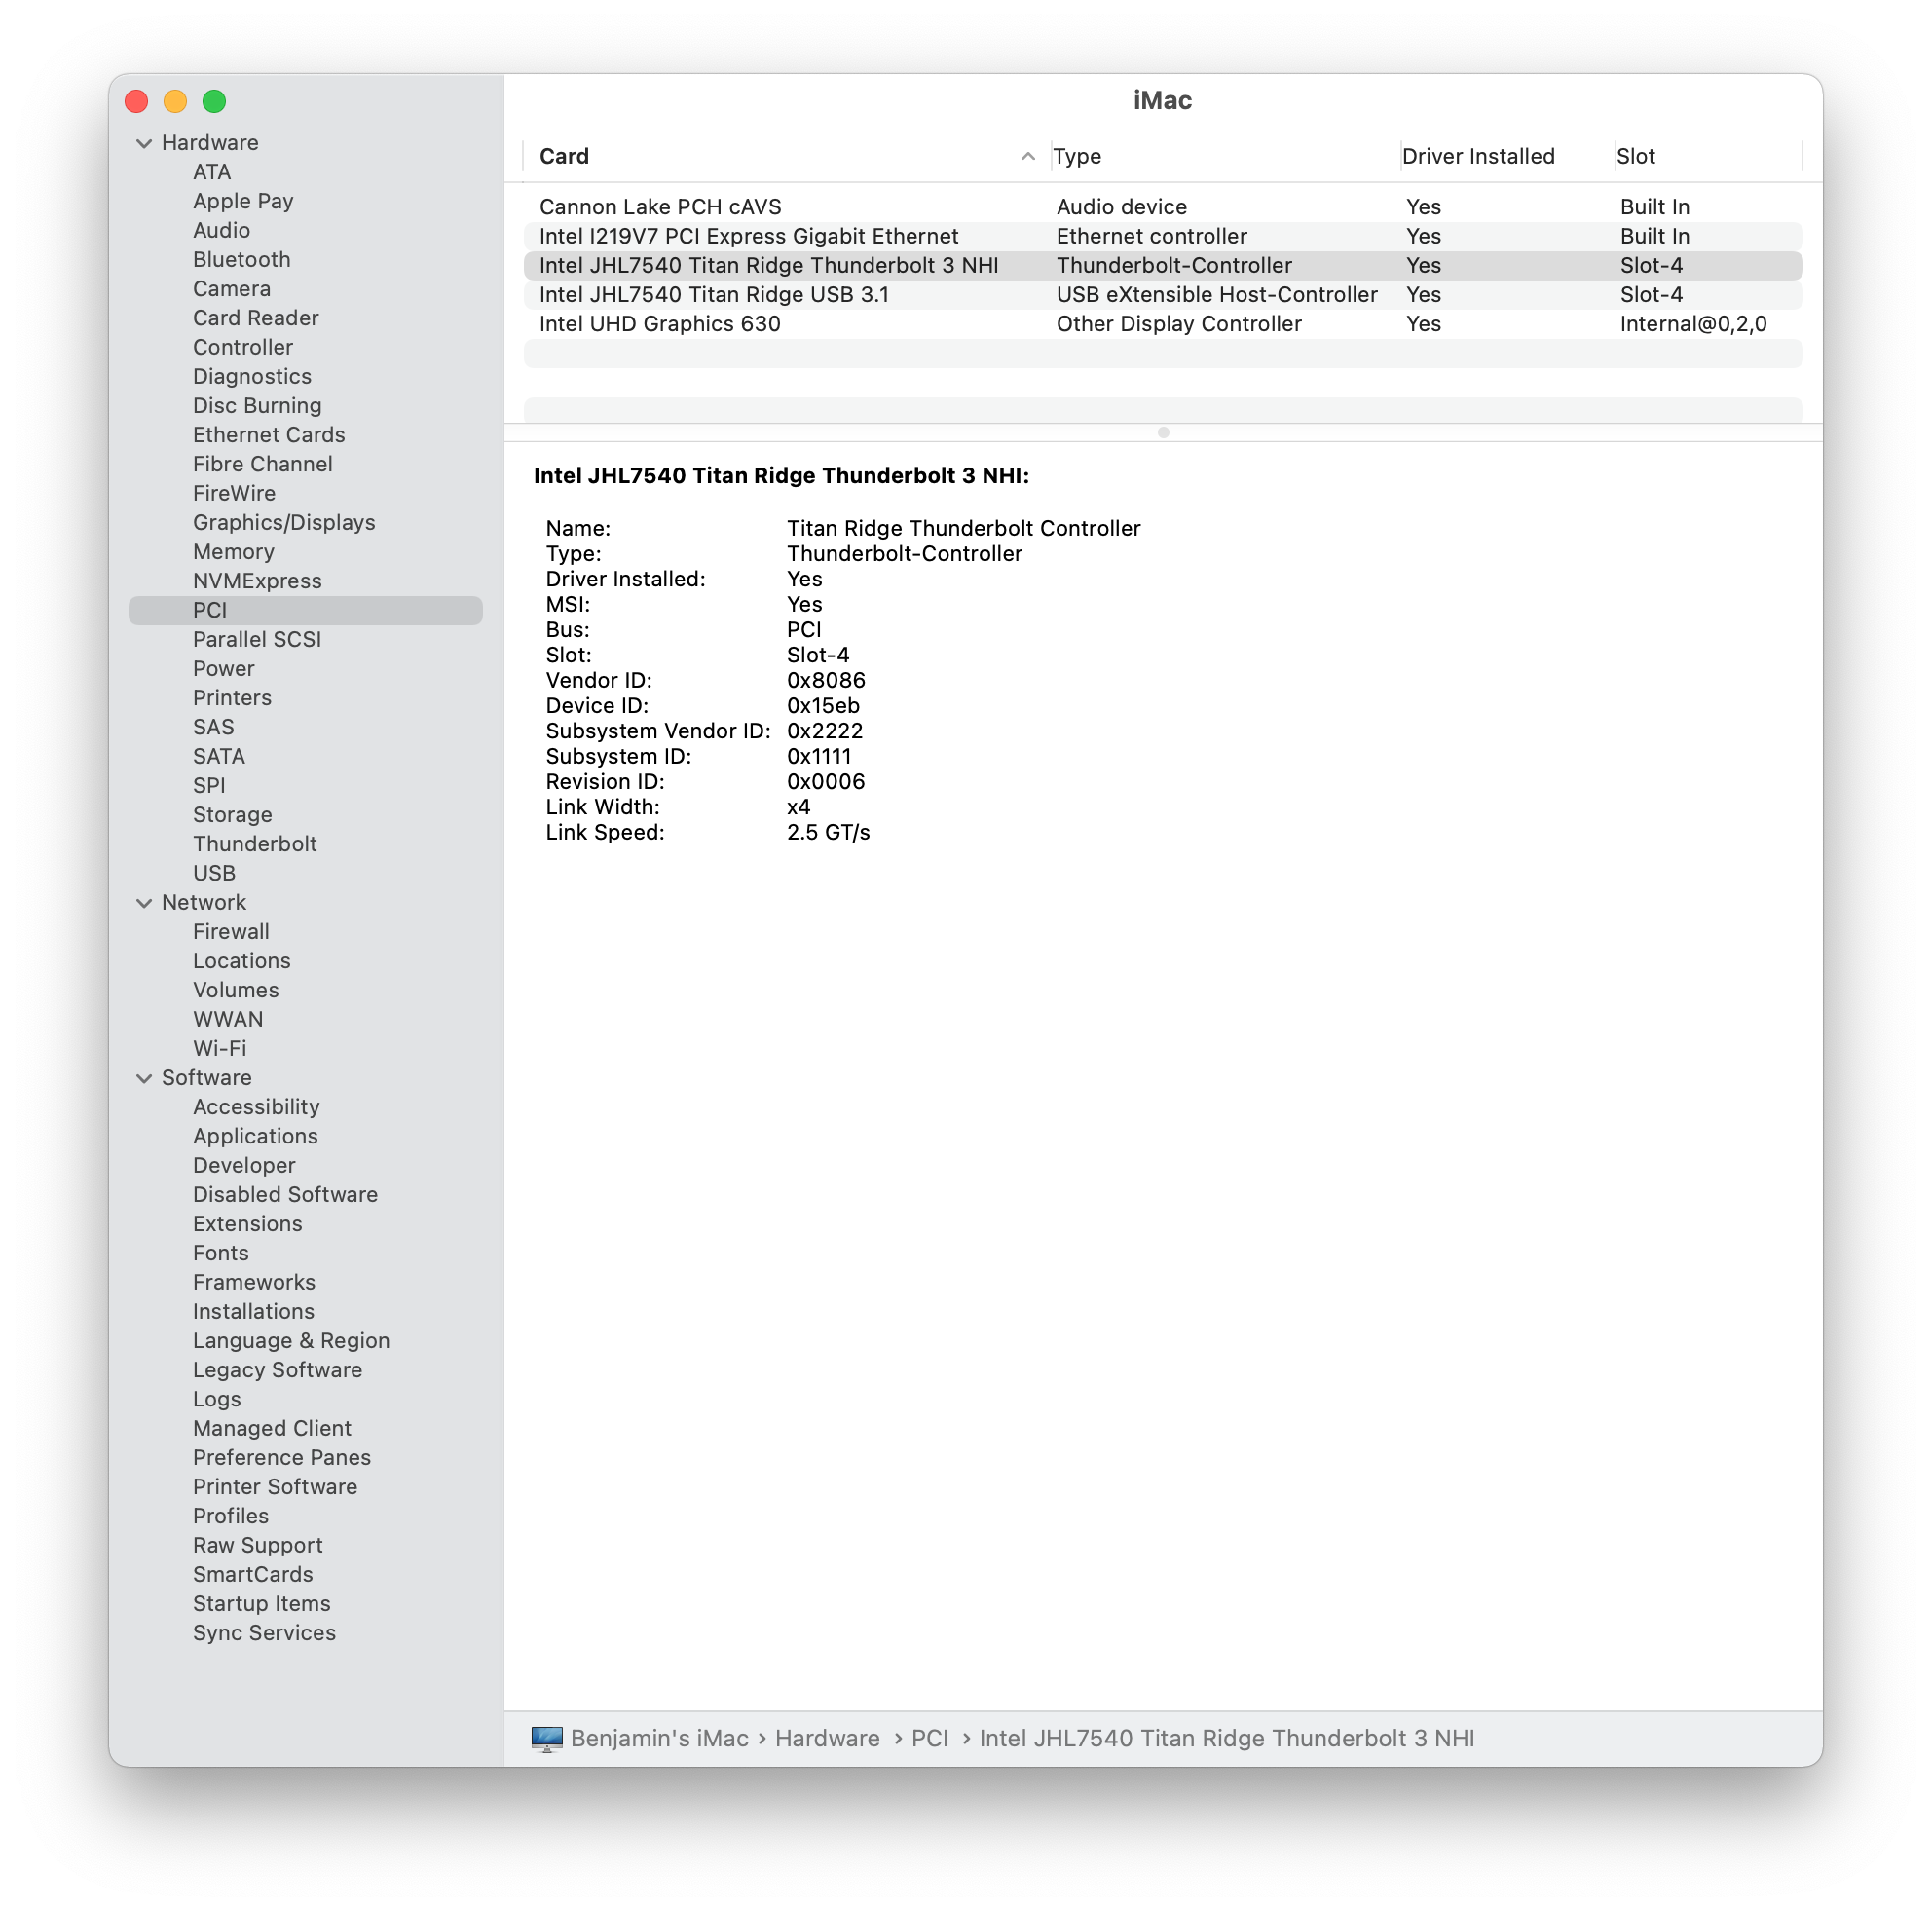 iMac
Hardware
ATA
Apple Pay
Audio
Bluetooth
Camera
Card Reader
Controller
Diagnostics
Disc Burning
Ethernet Cards
Fibre Channel
FireWire
Graphics/Displays
Memory
NVMExpress
PCI
Parallel SCSI
Power
Printers
SAS
SATA
SPI
Storage
Thunderbolt
USB
Network
Firewall
Locations
Volumes
WWAN
Wi-Fi
Software
Accessibility
Applications
Developer
Disabled Software
Extensions
Fonts
Frameworks
Installations
Language & Region
Legacy Software
Logs
Managed Client
Preference Panes
Printer Software
Profiles
Raw Support
SmartCards
Startup Items
Sync Services
Card Type Driver Installed Slot
Cannon Lake PCH cAVS Audio device Yes Built In
Intel I219V7 PCI Express Gigabit Ethernet Ethernet controller Yes Built In
Intel JHL7540 Titan Ridge Thunderbolt 3 NHI Thunderbolt-Controller Yes Slot-4
Intel JHL7540 Titan Ridge USB 3.1 USB eXtensible Host-Controller Yes Slot-4
Intel UHD Graphics 630 Other Display Controller Yes Internal@0,2,0
Intel JHL7540 Titan Ridge Thunderbolt 3 NHI:
Name: Titan Ridge Thunderbolt Controller
Type: Thunderbolt-Controller
Driver Installed: Yes
MSI: Yes
Bus: PCI
Slot: Slot-4
Vendor ID: 0x8086
Device ID: 0x15eb
Subsystem Vendor ID: 0x2222
Subsystem ID: 0x1111
Revision ID: 0x0006
Link Width: x4
Link Speed: 2.5 GT/s
Benjamin's iMac › Hardware › PCI › Intel JHL7540 Titan Ridge Thunderbolt 3 NHI